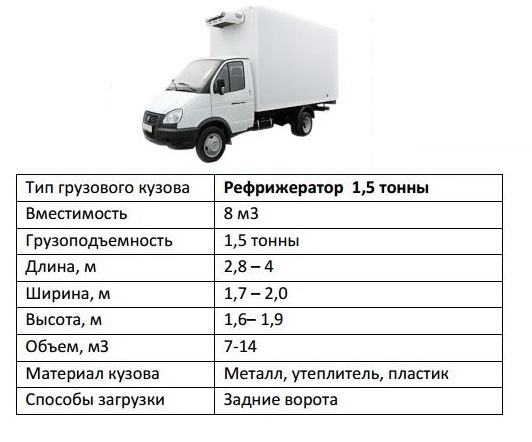 Тип грузового кузова Рефрижератор 1,5 тонны
Вместимость 8 м3
Грузоподъемность 1,5 тонны
Длина, м 2,8 – 4
Ширина, м 1,7 – 2,0
Высота, м 1,6– 1,9
Объем, м3 7-14
Материал кузова Металл, утеплитель, пластик
Способы загрузки Задние ворота